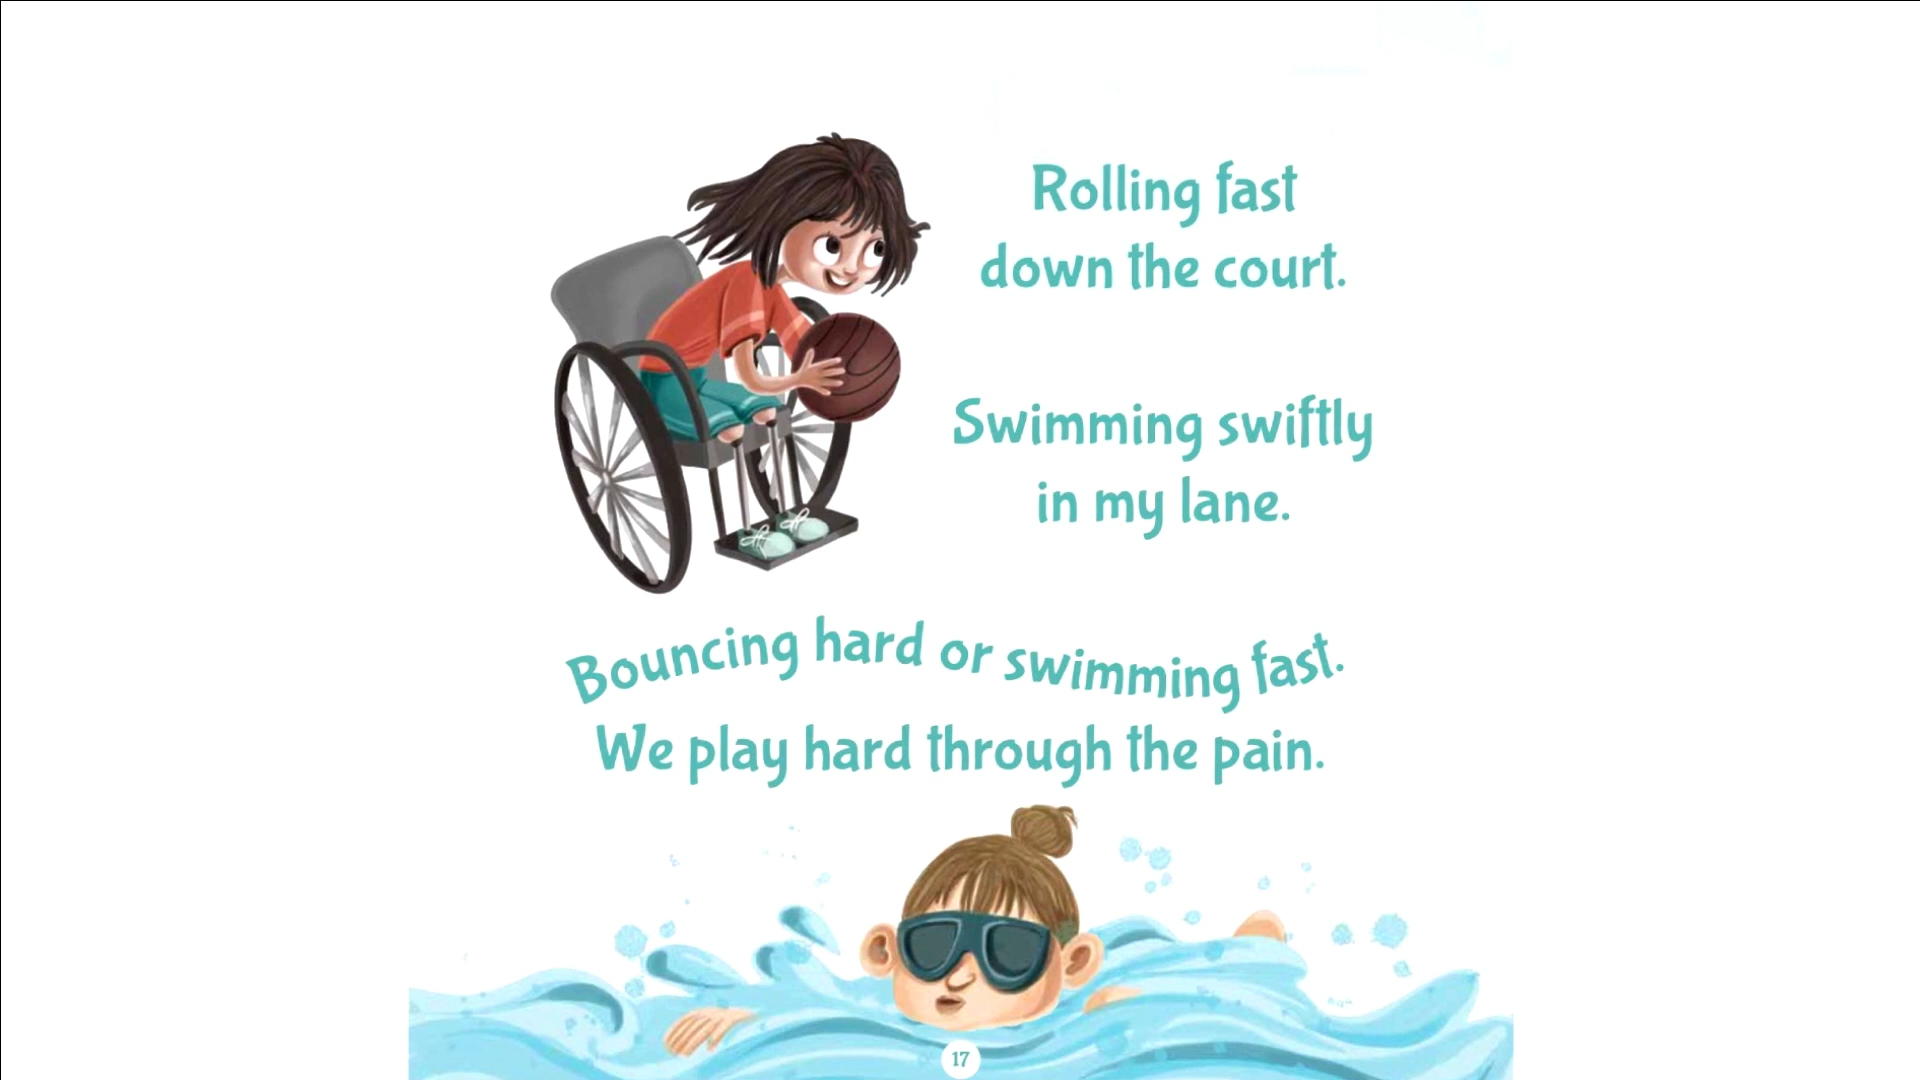 Rolling fast
down the court.
Swimming swiftly
in my lane.
Bouncing hard or swimming fast.
We play hard through the pain.
17